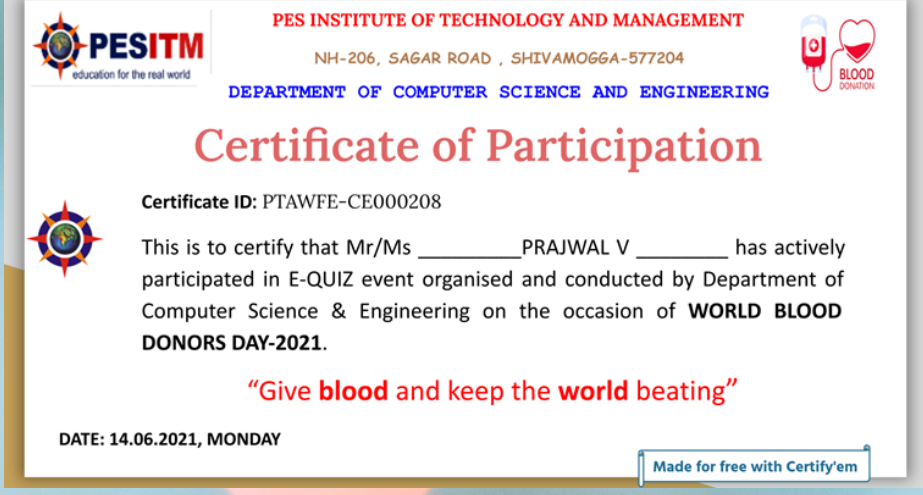 PESITM
education for the real world
PES INSTITUTE OF TECHNOLOGY AND MANAGEMENT
NH-206, SAGAR ROAD , SHIVAMOGGA-577204
DEPARTMENT OF COMPUTER SCIENCE AND ENGINEERING
BLOOD
DONATION
Certificate of Participation
Certificate ID: PTAWFE-CE000208
This is to certify that Mr/Ms _________PRAJWAL V ________ has actively
participated in E-QUIZ event organised and conducted by Department of
Computer Science & Engineering on the occasion of WORLD BLOOD
DONORS DAY-2021.
“Give blood and keep the world beating”
DATE: 14.06.2021, MONDAY
Made for free with Certify'em